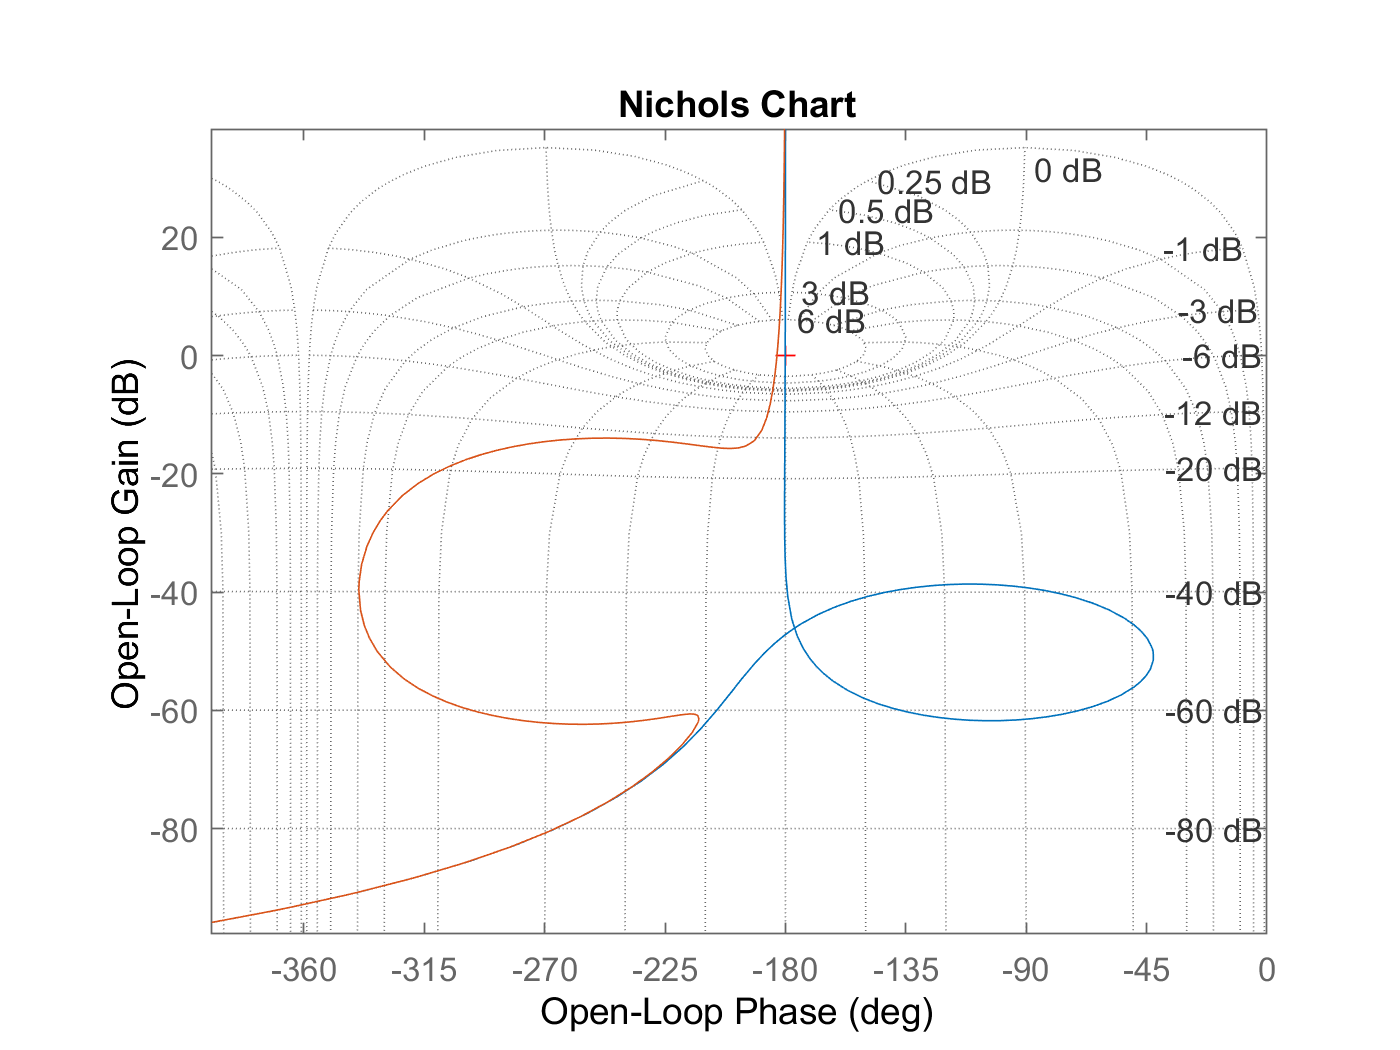 Nichols Chart
Open-Loop Gain (dB)
20
0
-20
-40
-60
-80
0 dB
0.25 dB
0.5 dB
1 dB
3 dB
6 dB
-1 dB
-3 dB
-6 dB
-12 dB
-20 dB
-40 dB
-60 dB
-80 dB
-360 -315 -270 -225 -180 -135 -90 -45 0
Open-Loop Phase (deg)